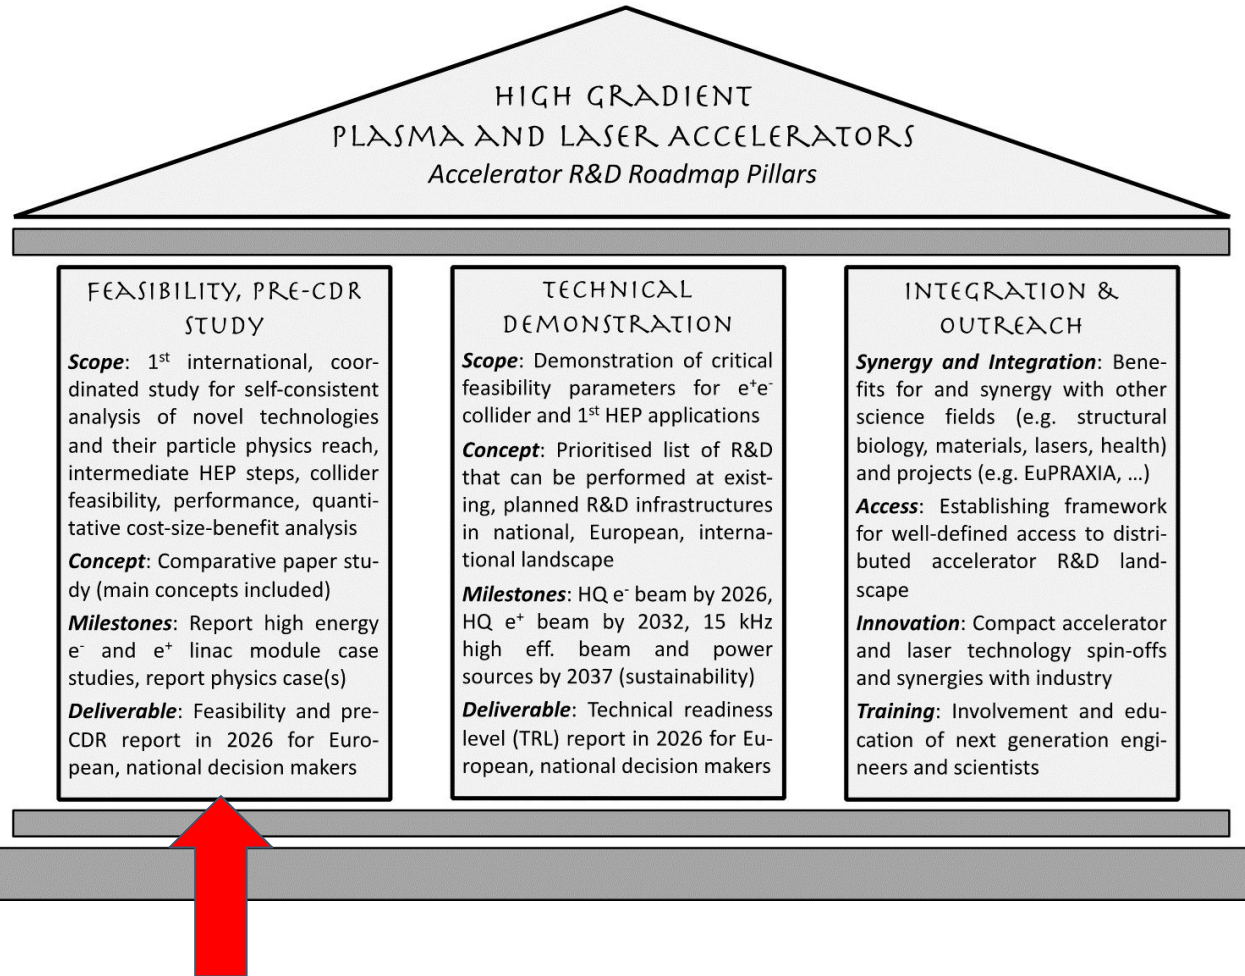 HIGH GRADIENT
PLASMA AND LASER ACCELERATORS
Accelerator R&D Roadmap Pillars
FEASIBILITY, PRE-CDR
STUDY
Scope: 1st international, coor-
dinated study for self-consistent
analysis of novel technologies
and their particle physics reach,
intermediate HEP steps, collider
feasibility, performance, quanti-
tative cost-size-benefit analysis
Concept: Comparative paper stu-
dy (main concepts included)
Milestones: Report high energy
e- and e+ linac module case
studies, report physics case(s)
Deliverable: Feasibility and pre-
CDR report in 2026 for Euro-
pean, national decision makers
TECHNICAL
DEMONSTRATION
Scope: Demonstration of critical
feasibility parameters for e+e-
collider and 1st HEP applications
Concept: Prioritised list of R&D
that can be performed at exist-
ing, planned R&D infrastructures
in national, European, interna-
tional landscape
Milestones: HQ e- beam by 2026,
HQ e+ beam by 2032, 15 kHz
high eff. beam and power
sources by 2037 (sustainability)
Deliverable: Technical readiness
level (TRL) report in 2026 for Eu-
ropean, national decision makers
INTEGRATION &
OUTREACH
Synergy and Integration: Bene-
fits for and synergy with other
science fields (e.g. structural
biology, materials, lasers, health)
and projects (e.g. EuPRAXIA, …)
Access: Establishing framework
for well-defined access to distri-
buted accelerator R&D land-
scape
Innovation: Compact accelerator
and laser technology spin-offs
and synergies with industry
Training: Involvement and edu-
cation of next generation engi-
neers and scientists